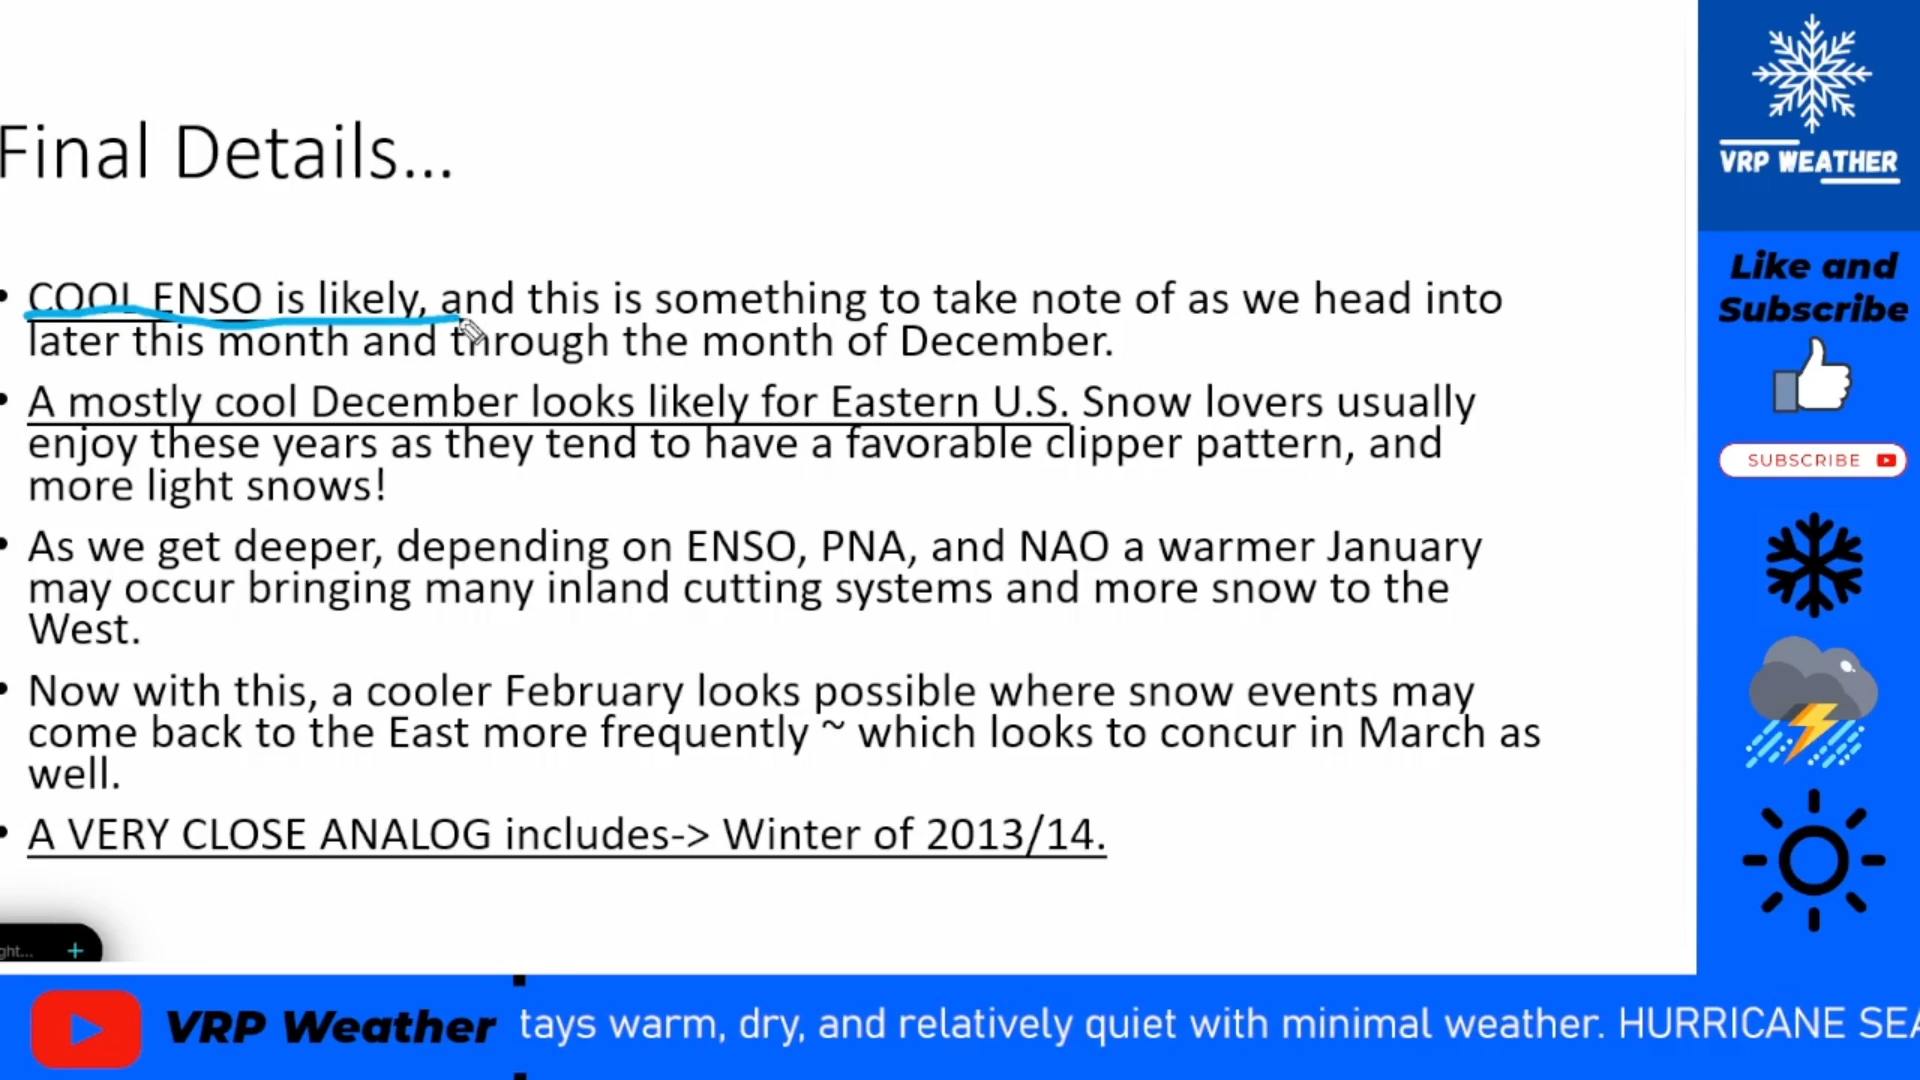 VRP WEATHER
Final Details...
• COOL ENSO is likely, and this is something to take note of as we head into
later this month and through the month of December.
• A mostly cool December looks likely for Eastern U.S. Snow lovers usually
enjoy these years as they tend to have a favorable clipper pattern, and
more light snows!
• As we get deeper, depending on ENSO, PNA, and NAO a warmer January
may occur bringing many inland cutting systems and more snow to the
West.
• Now with this, a cooler February looks possible where snow events may
come back to the East more frequently ~ which looks to concur in March as
well.
• A VERY CLOSE ANALOG includes-> Winter of 2013/14.
Like and
Subscribe
SUBSCRIBE
ght...
VRP Weather
tays warm, dry, and relatively quiet with minimal weather. HURRICANE SEA